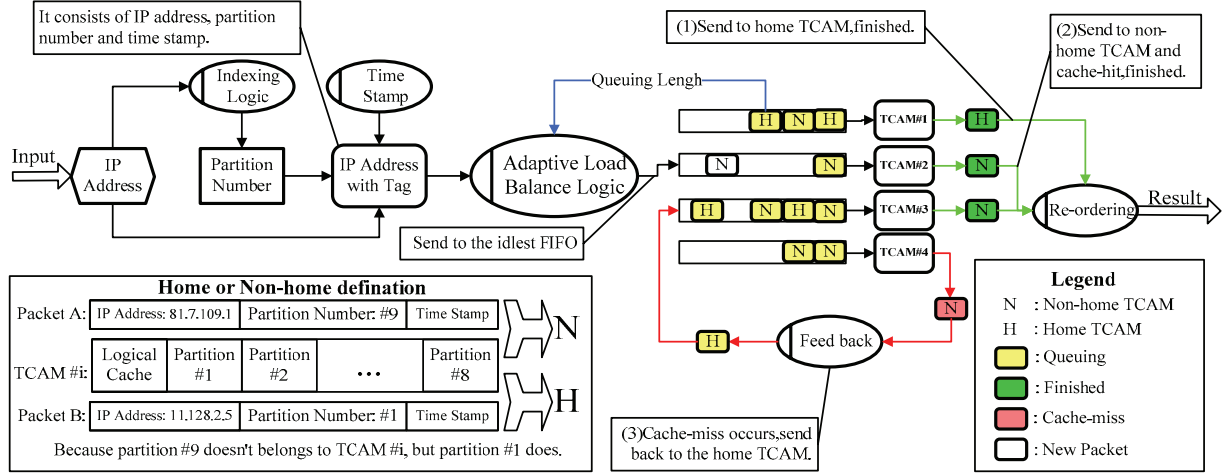 It consists of IP address, partition
number and time stamp.
(1)Send to home TCAM,finished.
(2)Send to non-
home TCAM and
cache-hit,finished.
Indexing
Logic
Time
Stamp
Queuing Lengh
H N H
TCAM#1
H
Input
IP
Address
Partition
Number
IP Address
with Tag
Adaptive Load
Balance Logic
N N
TCAM#2
N
H N H N
TCAM#3
N
Re-ordering
Result
Send to the idlest FIFO
N N
TCAM#4
N
H
Feed back
(3)Cache-miss occurs,send
back to the home TCAM.
Home or Non-home defination
Packet A:
IP Address: 81.7.109.1
Partition Number: #9
Time Stamp
N
TCAM #i:
Logical
Cache
Partition
#1
Partition
#2
...
Partition
#8
H
Packet B:
IP Address: 11.128.2.5
Partition Number: #1
Time Stamp
Because partition #9 doesn't belongs to TCAM #i, but partition #1 does.
Legend
N : Non-home TCAM
H : Home TCAM
: Queuing
: Finished
: Cache-miss
: New Packet